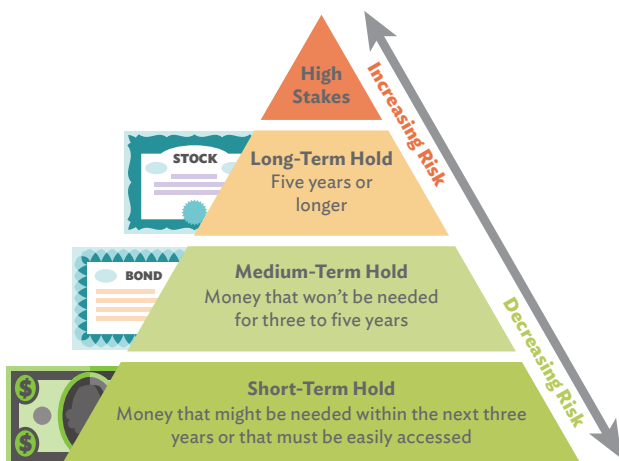 High
Stakes
Increasing Risk
STOCK
Long-Term Hold
Five years or
longer
BOND
Medium-Term Hold
Money that won’t be needed
for three to five years
Decreasing Risk
$
$
Short-Term Hold
Money that might be needed within the next three
years or that must be easily accessed